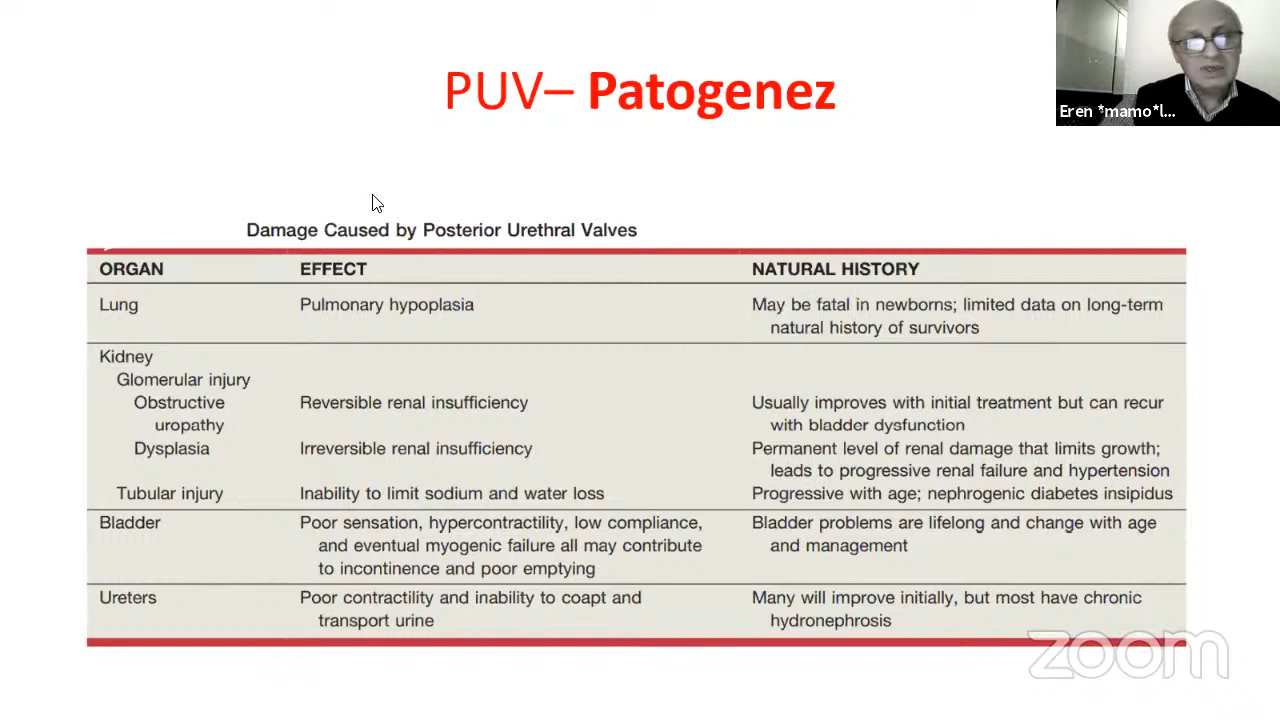 PUV– Patogenez
Eren *mamo*l...
Damage Caused by Posterior Urethral Valves
ORGAN EFFECT NATURAL HISTORY
Lung Pulmonary hypoplasia May be fatal in newborns; limited data on long-term
natural history of survivors
Kidney
Glomerular injury
Obstructive Reversible renal insufficiency Usually improves with initial treatment but can recur
uropathy with bladder dysfunction
Dysplasia Irreversible renal insufficiency Permanent level of renal damage that limits growth;
leads to progressive renal failure and hypertension
Tubular injury Inability to limit sodium and water loss Progressive with age; nephrogenic diabetes insipidus
Bladder Poor sensation, hypercontractility, low compliance, Bladder problems are lifelong and change with age
and eventual myogenic failure all may contribute and management
to incontinence and poor emptying
Ureters Poor contractility and inability to coapt and Many will improve initially, but most have chronic
transport urine hydronephrosis
zoom